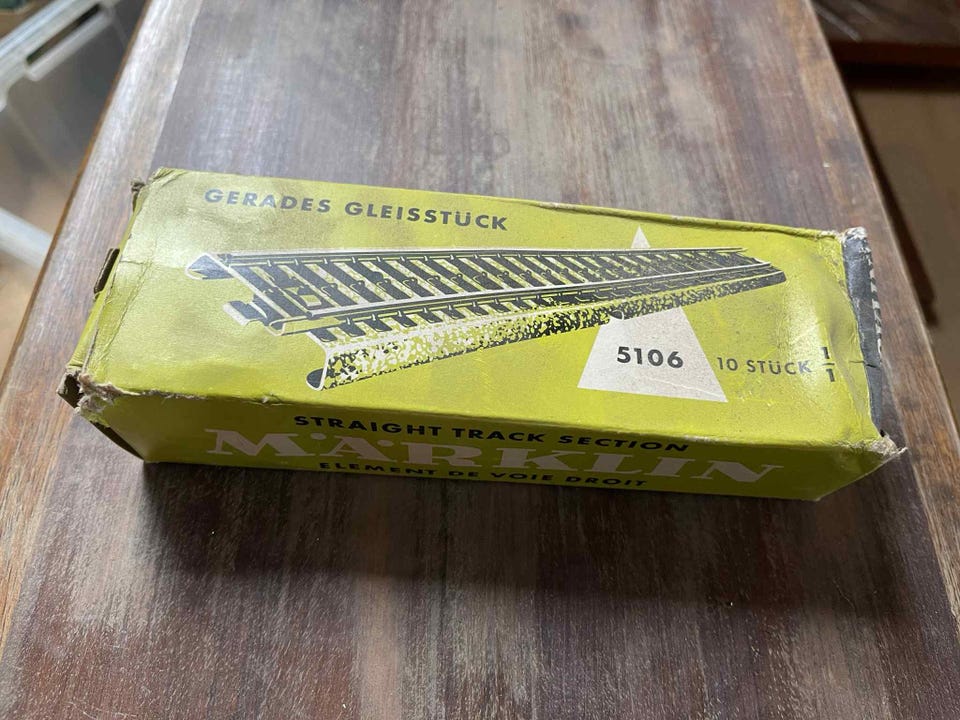 GERADES GLEISSTÜCK
5106
10 STÜCK 1/1
STRAIGHT TRACK SECTION
MÄRKLIN
ELEMENT DE VOIE DROIT